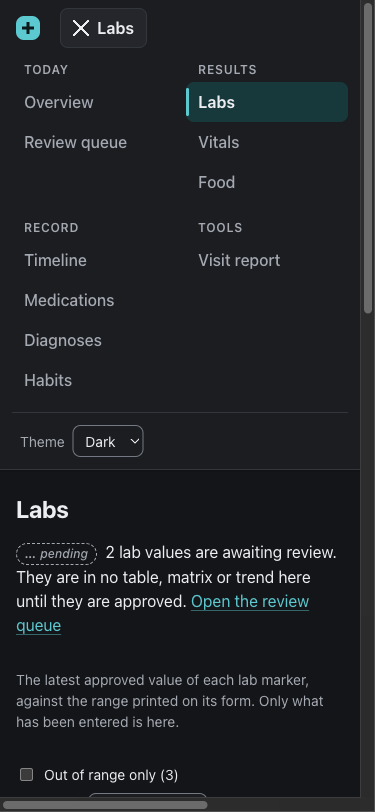 Labs
TODAY
Overview
Review queue
RESULTS
Labs
Vitals
Food
RECORD
Timeline
Medications
Diagnoses
Habits
TOOLS
Visit report
Theme Dark
Labs
... pending 2 lab values are awaiting review.
They are in no table, matrix or trend here
until they are approved. Open the review
queue
The latest approved value of each lab marker,
against the range printed on its form. Only what
has been entered is here.
Out of range only (3)